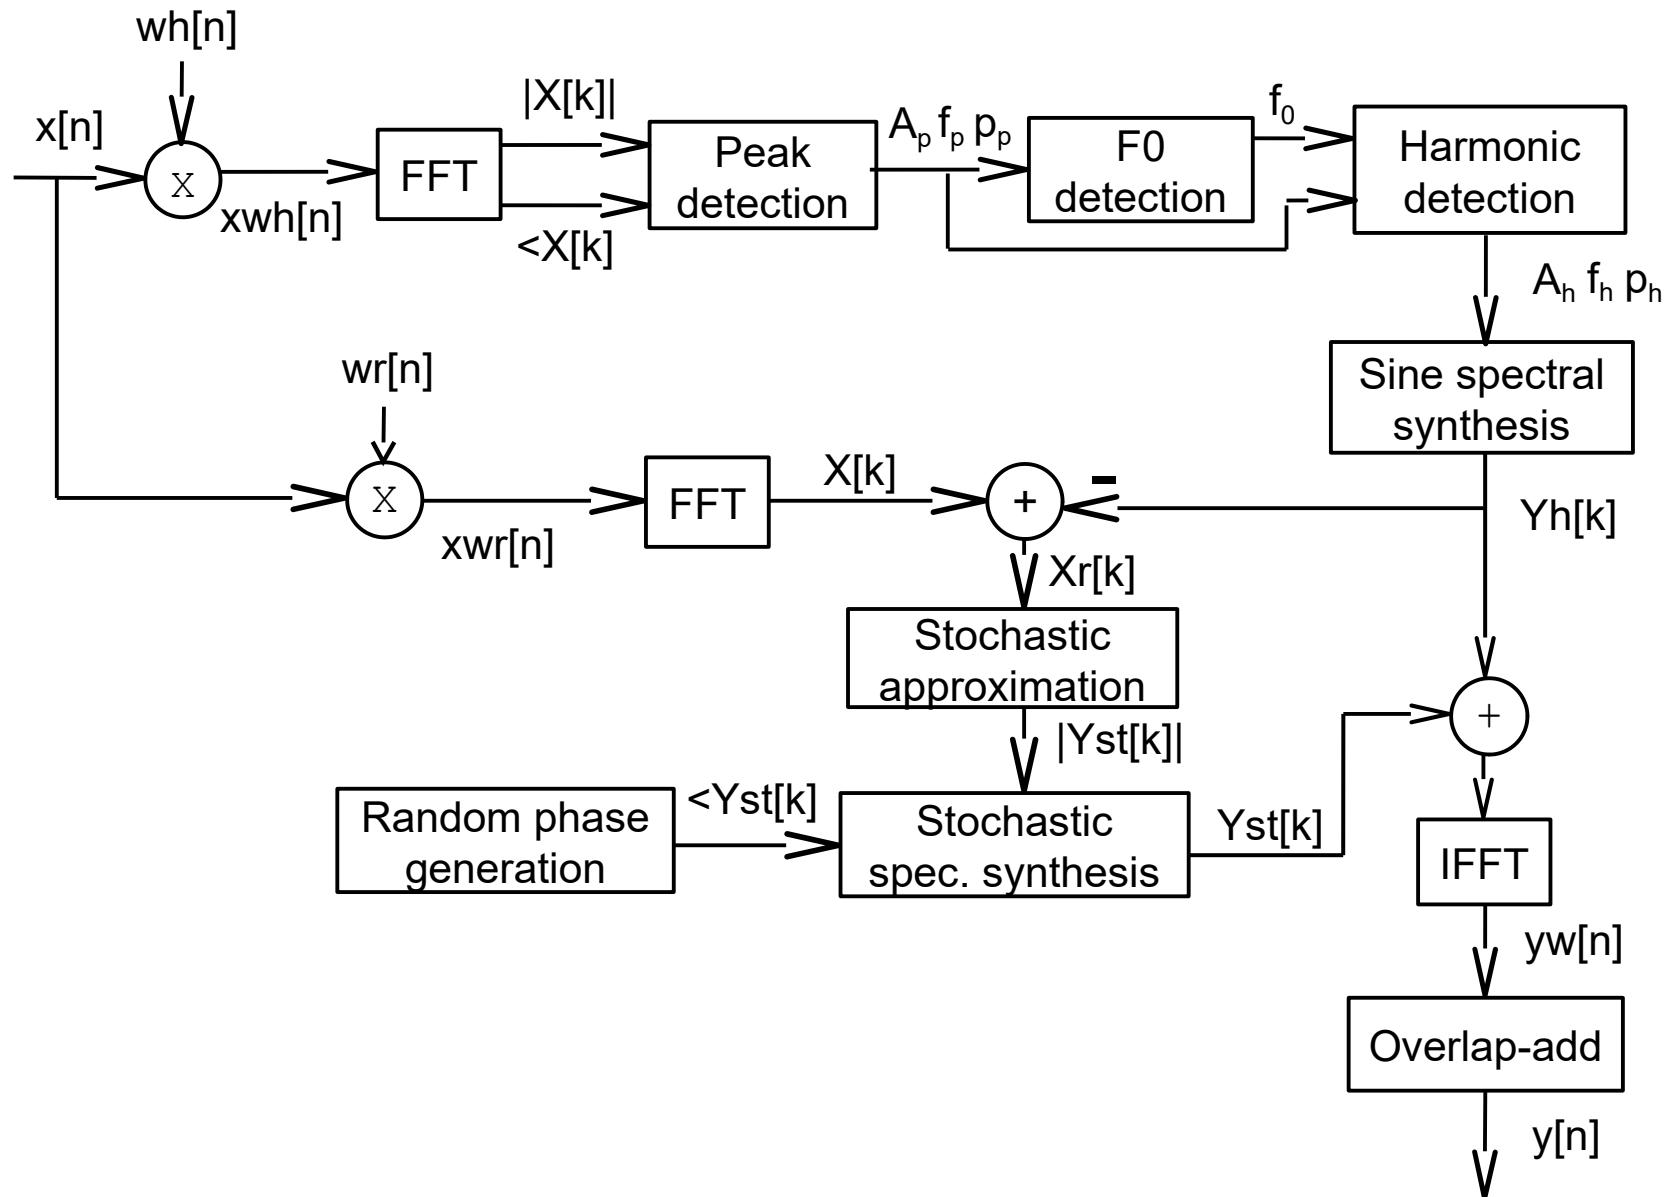 wh[n]
x[n]
X
xwh[n]
FFT
|X[k]|
<X[k]
Peak
detection
Aₚ fₚ pₚ
F0
detection
f₀
Harmonic
detection
Aₕ fₕ pₕ
Sine spectral
synthesis
wr[n]
X
xwr[n]
FFT
X[k]
+
-
Yh[k]
Xr[k]
Stochastic
approximation
|Yst[k]|
Random phase
generation
<Yst[k]
Stochastic
spec. synthesis
Yst[k]
+
IFFT
yw[n]
Overlap-add
y[n]